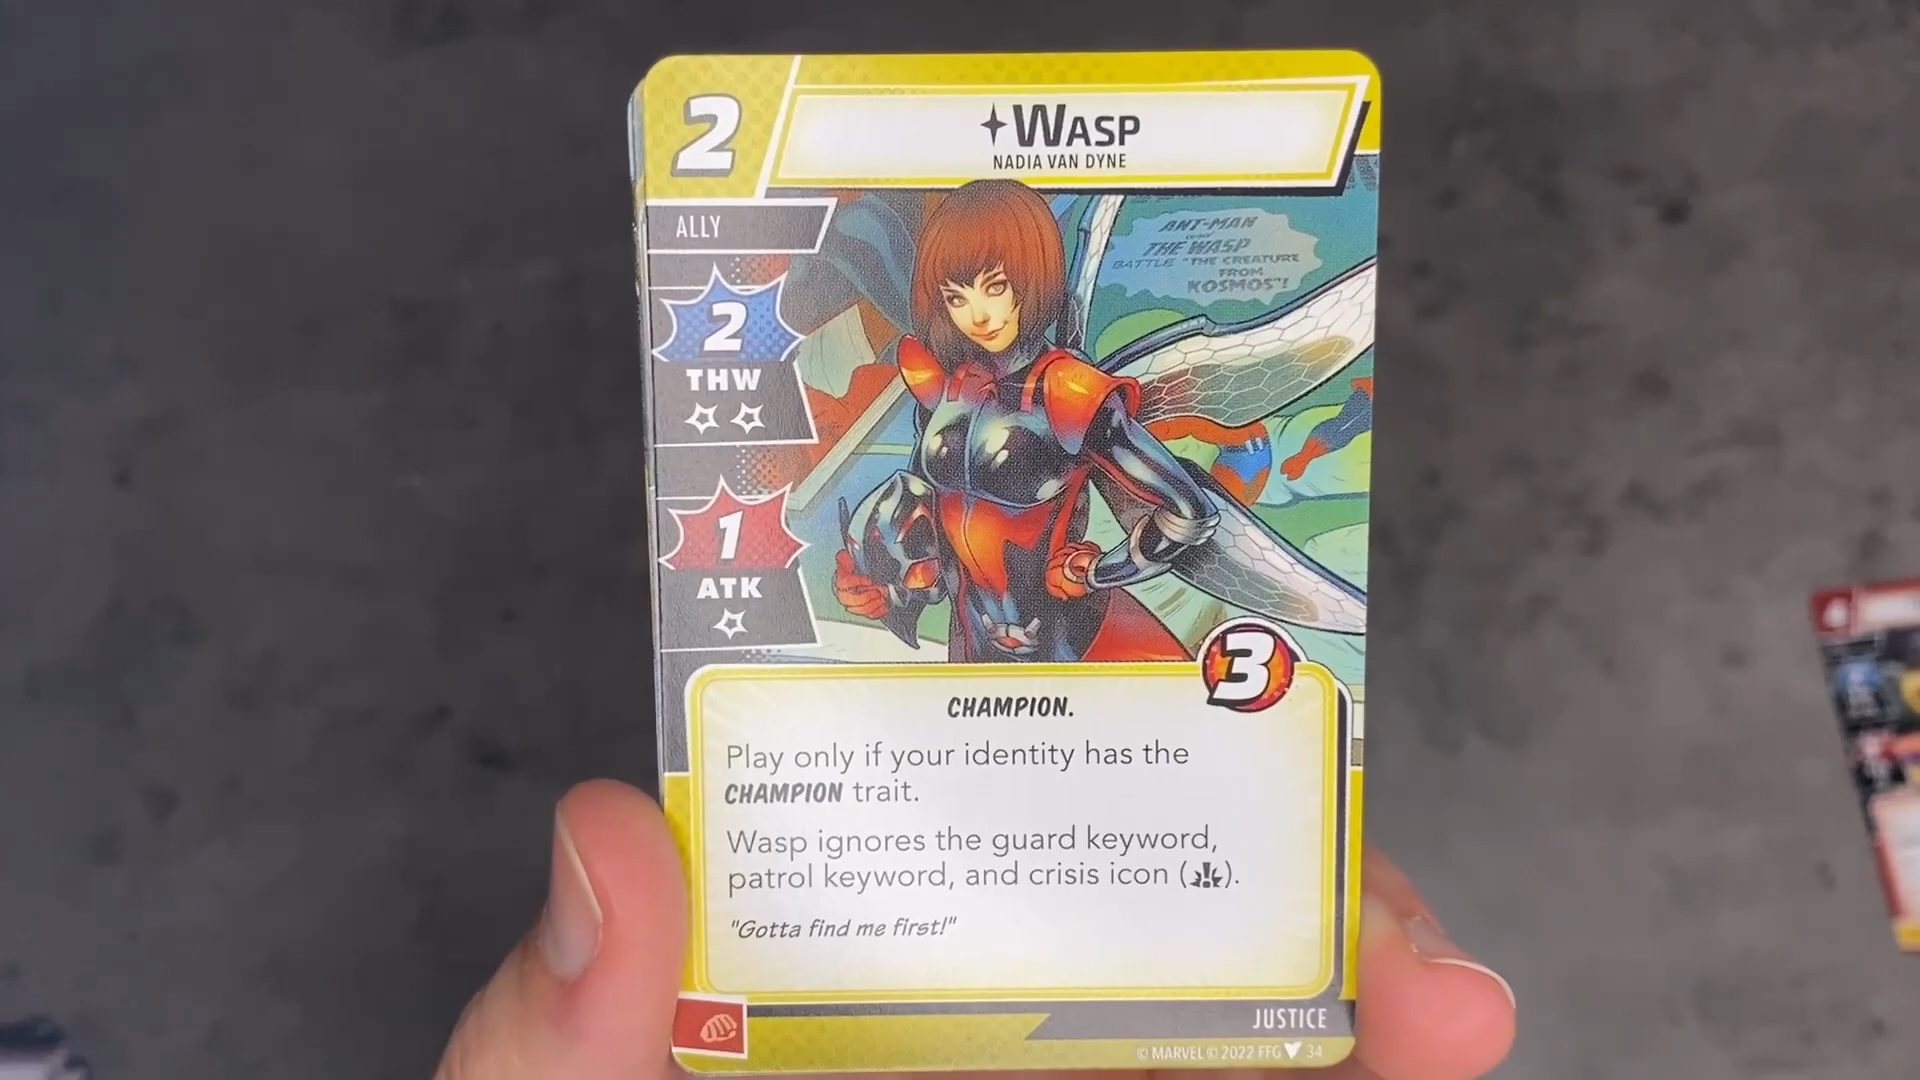 2
WASP
NADIA VAN DYNE
ALLY
ANT-MAN
AND
THE WASP
BATTLE "THE CREATURE
FROM
KOSMOS"!
2
THW
1
ATK
3
CHAMPION.
Play only if your identity has the
CHAMPION trait.
Wasp ignores the guard keyword,
patrol keyword, and crisis icon (!).
"Gotta find me first!"
JUSTICE
© MARVEL © 2022 FFG 34